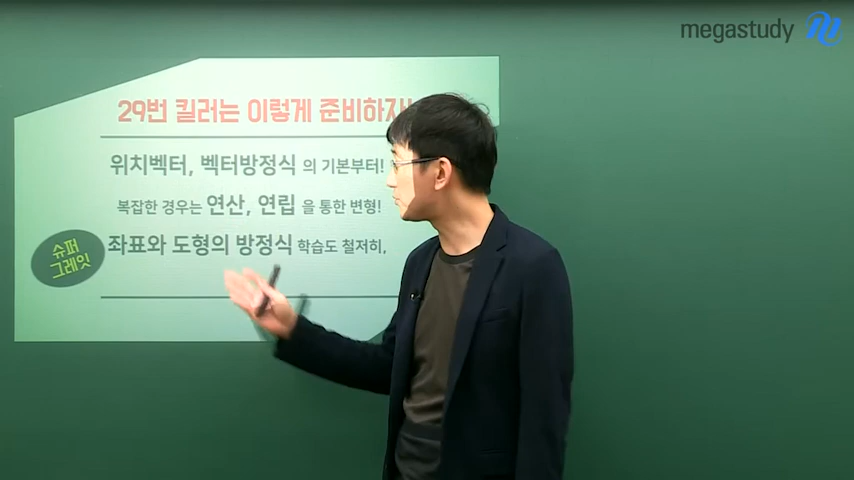 megastudy
29번 킬러는 이렇게 준비하자!
위치벡터, 벡터방정식 의 기본부터!
복잡한 경우는 연산, 연립 을 통한 변형!
슈퍼
그레잇
좌표와 도형의 방정식 학습도 철저히,